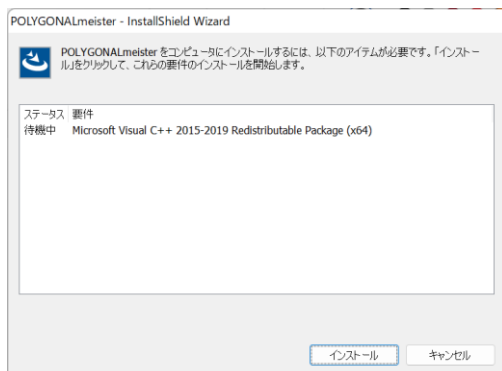 POLYGONALmeister - InstallShield Wizard
POLYGONALmeister をコンピュータにインストールするには、以下のアイテムが必要です。「インストー
ル」をクリックして、これらの要件のインストールを開始します。
ステータス 要件
待機中 Microsoft Visual C++ 2015-2019 Redistributable Package (x64)
インストール キャンセル